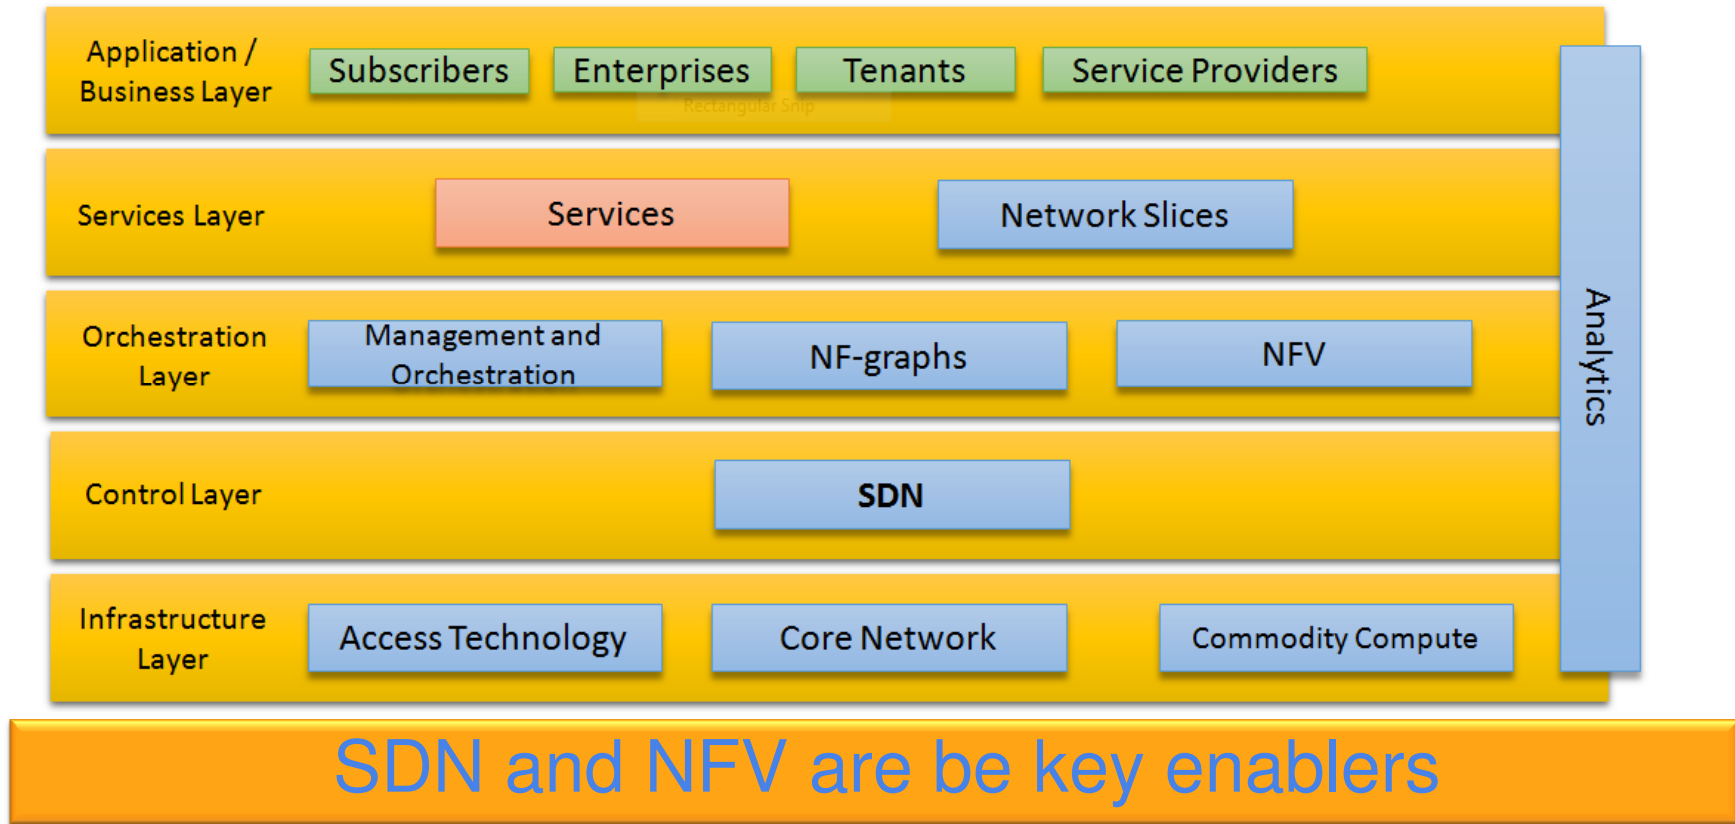 Application /
Business Layer
Subscribers
Enterprises
Tenants
Service Providers
Rectangular Snip
Services Layer
Services
Network Slices
Orchestration
Layer
Management and
Orchestration
NF-graphs
NFV
Control Layer
SDN
Infrastructure
Layer
Access Technology
Core Network
Commodity Compute
Analytics
SDN and NFV are be key enablers